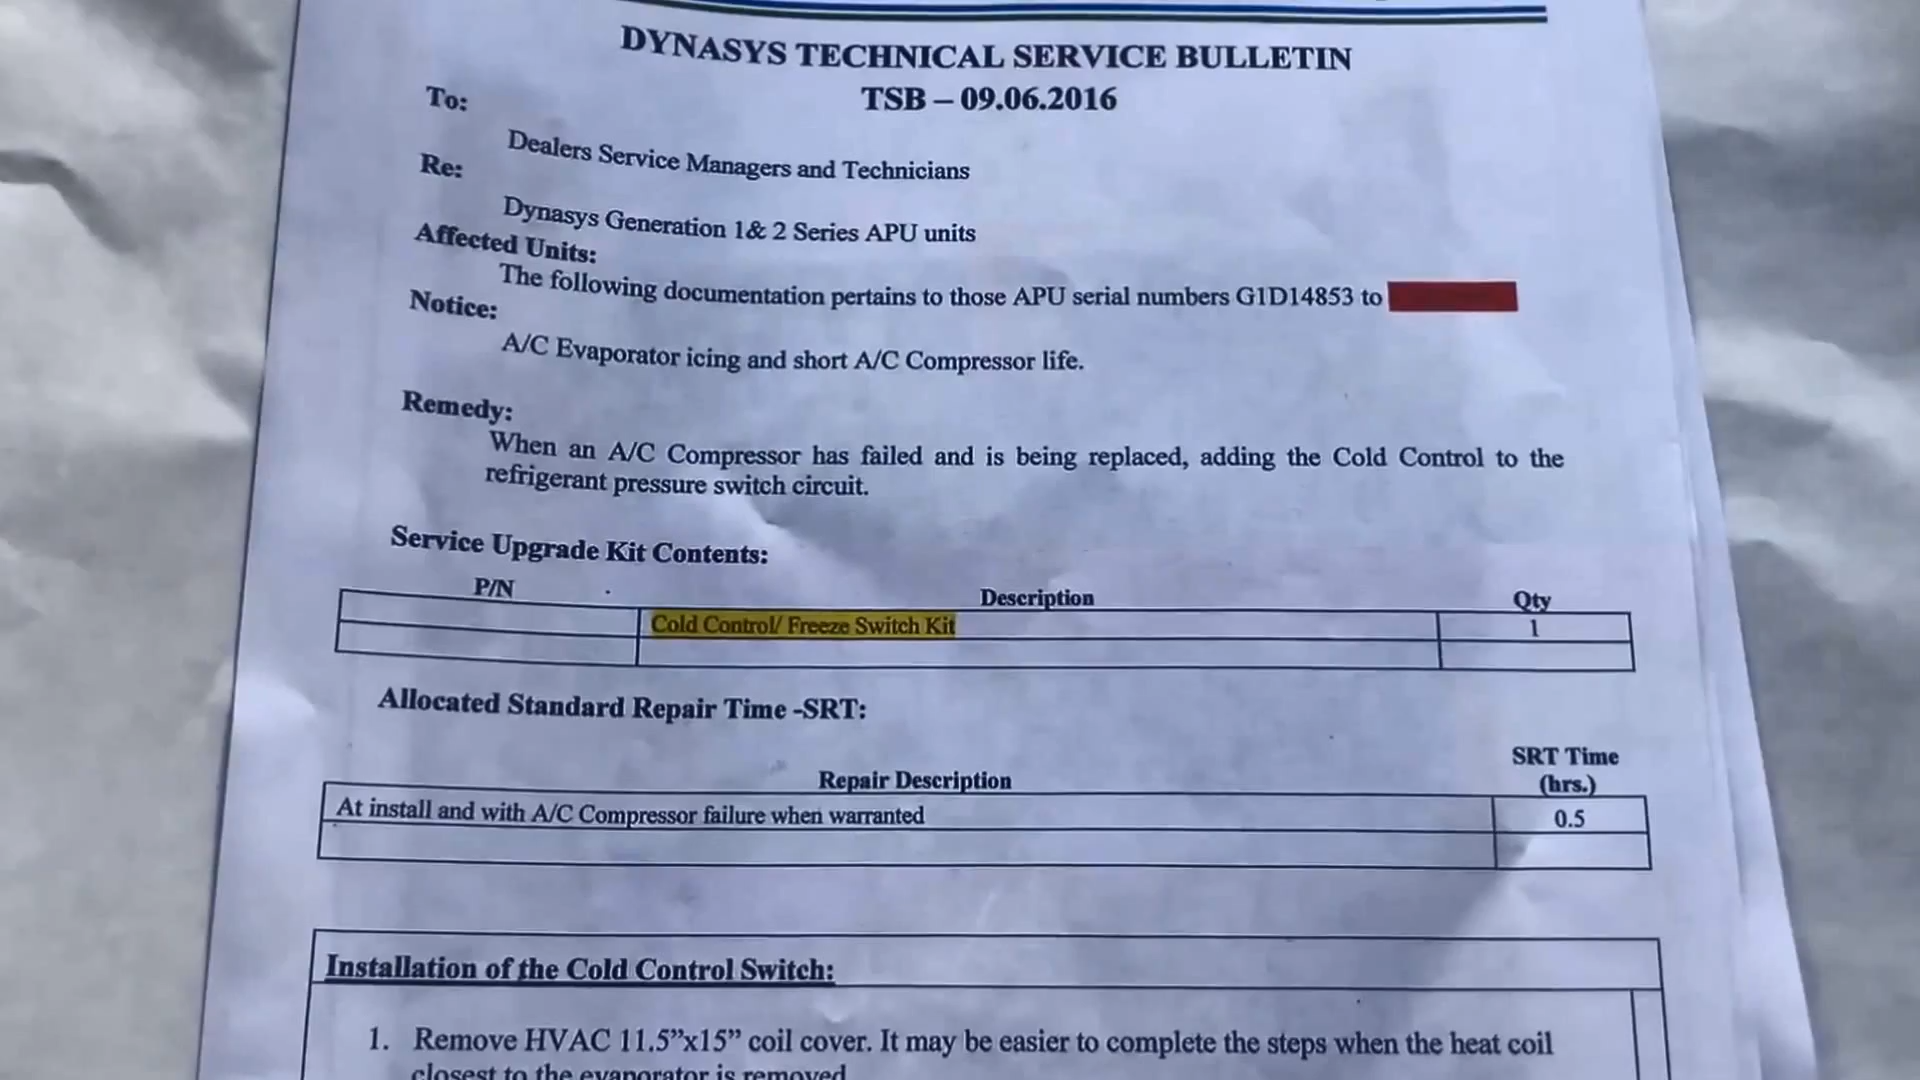 DYNASYS TECHNICAL SERVICE BULLETIN
TSB – 09.06.2016
To:
Dealers Service Managers and Technicians
Re:
Dynasys Generation 1& 2 Series APU units
Affected Units:
The following documentation pertains to those APU serial numbers G1D14853 to
Notice:
A/C Evaporator icing and short A/C Compressor life.
Remedy:
When an A/C Compressor has failed and is being replaced, adding the Cold Control to the
refrigerant pressure switch circuit.
Service Upgrade Kit Contents:
P/N Description Qty
Cold Control/ Freeze Switch Kit 1
Allocated Standard Repair Time -SRT:
Repair Description SRT Time (hrs.)
At install and with A/C Compressor failure when warranted 0.5
Installation of the Cold Control Switch:
1. Remove HVAC 11.5”x15” coil cover. It may be easier to complete the steps when the heat coil
closest to the evaporator is removed